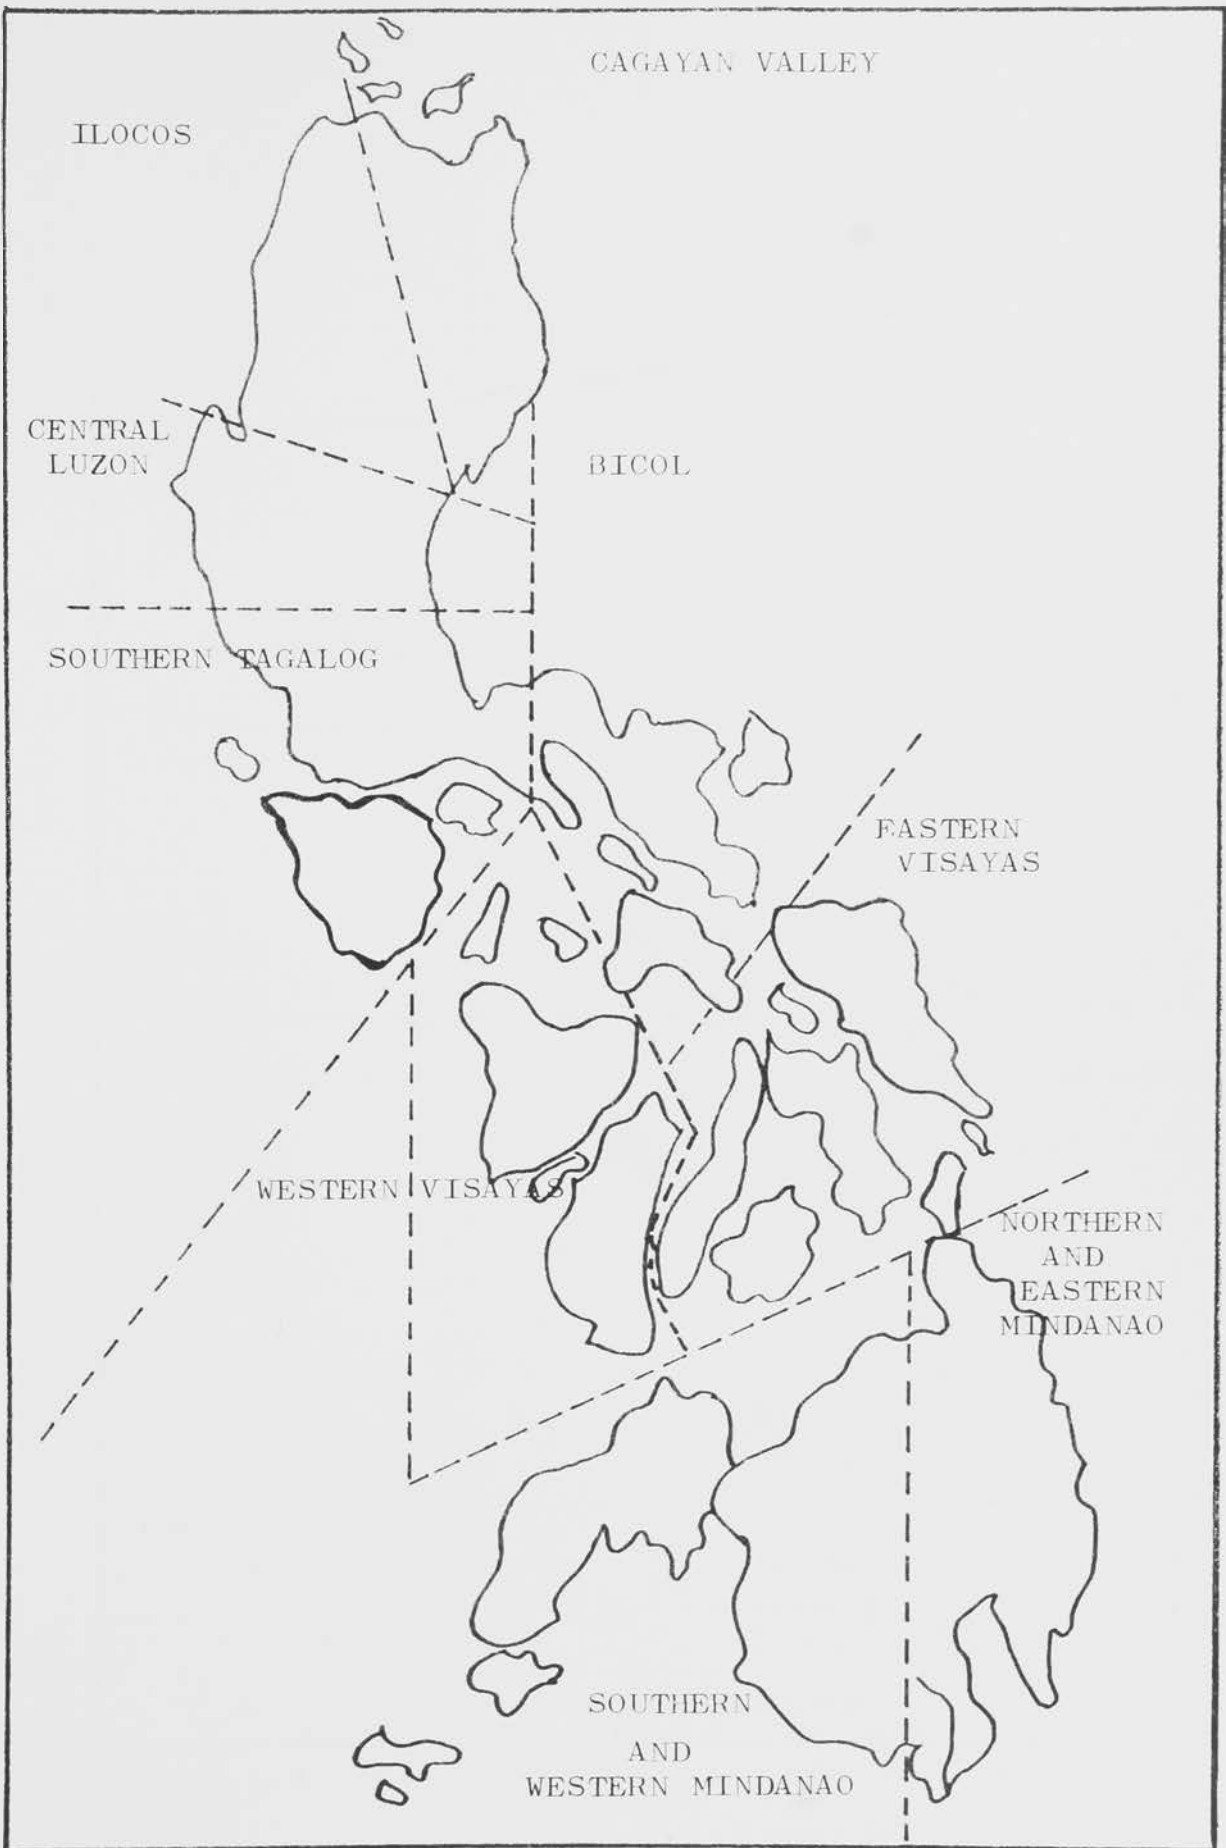 CAGAYAN VALLEY
ILOCOS
CENTRAL
LUZON
BICOL
SOUTHERN TAGALOG
EASTERN
VISAYAS
WESTERN VISAYAS
NORTHERN
AND
EASTERN
MINDANAO
SOUTHERN
AND
WESTERN MINDANAO